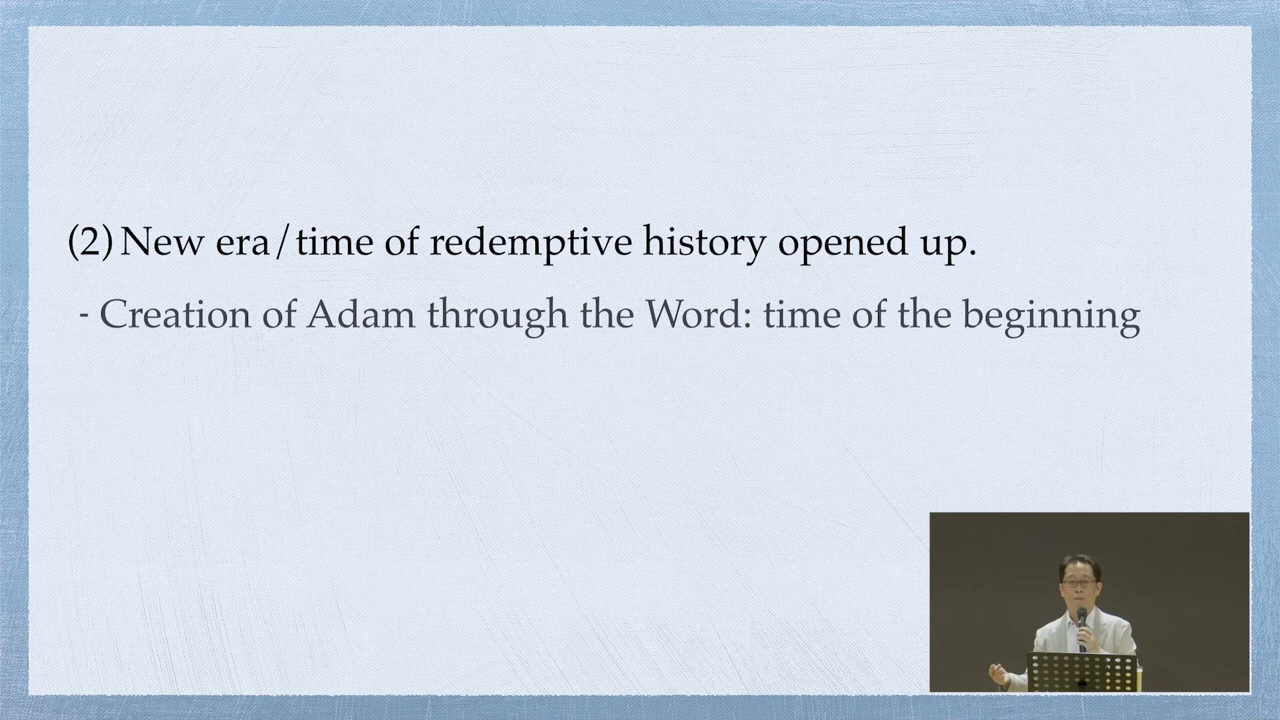 (2) New era/time of redemptive history opened up.
- Creation of Adam through the Word: time of the beginning